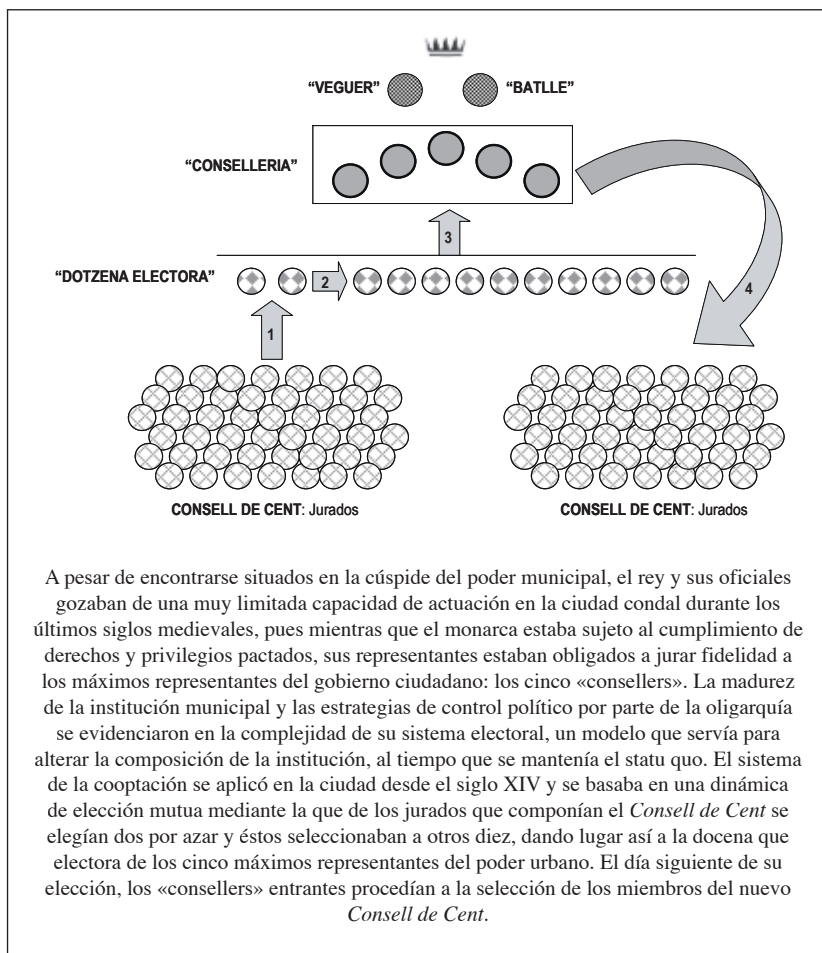 “VEGUER”
“BATLLE”
“CONSELLERIA”
3
“DOTZENA ELECTORA”
2
4
1
CONSELL DE CENT: Jurados
CONSELL DE CENT: Jurados
A pesar de encontrarse situados en la cúspide del poder municipal, el rey y sus oficiales
gozaban de una muy limitada capacidad de actuación en la ciudad condal durante los
últimos siglos medievales, pues mientras que el monarca estaba sujeto al cumplimiento de
derechos y privilegios pactados, sus representantes estaban obligados a jurar fidelidad a
los máximos representantes del gobierno ciudadano: los cinco «consellers». La madurez
de la institución municipal y las estrategias de control político por parte de la oligarquía
se evidenciaron en la complejidad de su sistema electoral, un modelo que servía para
alterar la composición de la institución, al tiempo que se mantenía el statu quo. El sistema
de la cooptación se aplicó en la ciudad desde el siglo XIV y se basaba en una dinámica
de elección mutua mediante la que de los jurados que componían el Consell de Cent se
elegían dos por azar y éstos seleccionaban a otros diez, dando lugar así a la docena que
electora de los cinco máximos representantes del poder urbano. El día siguiente de su
elección, los «consellers» entrantes procedían a la selección de los miembros del nuevo
Consell de Cent.